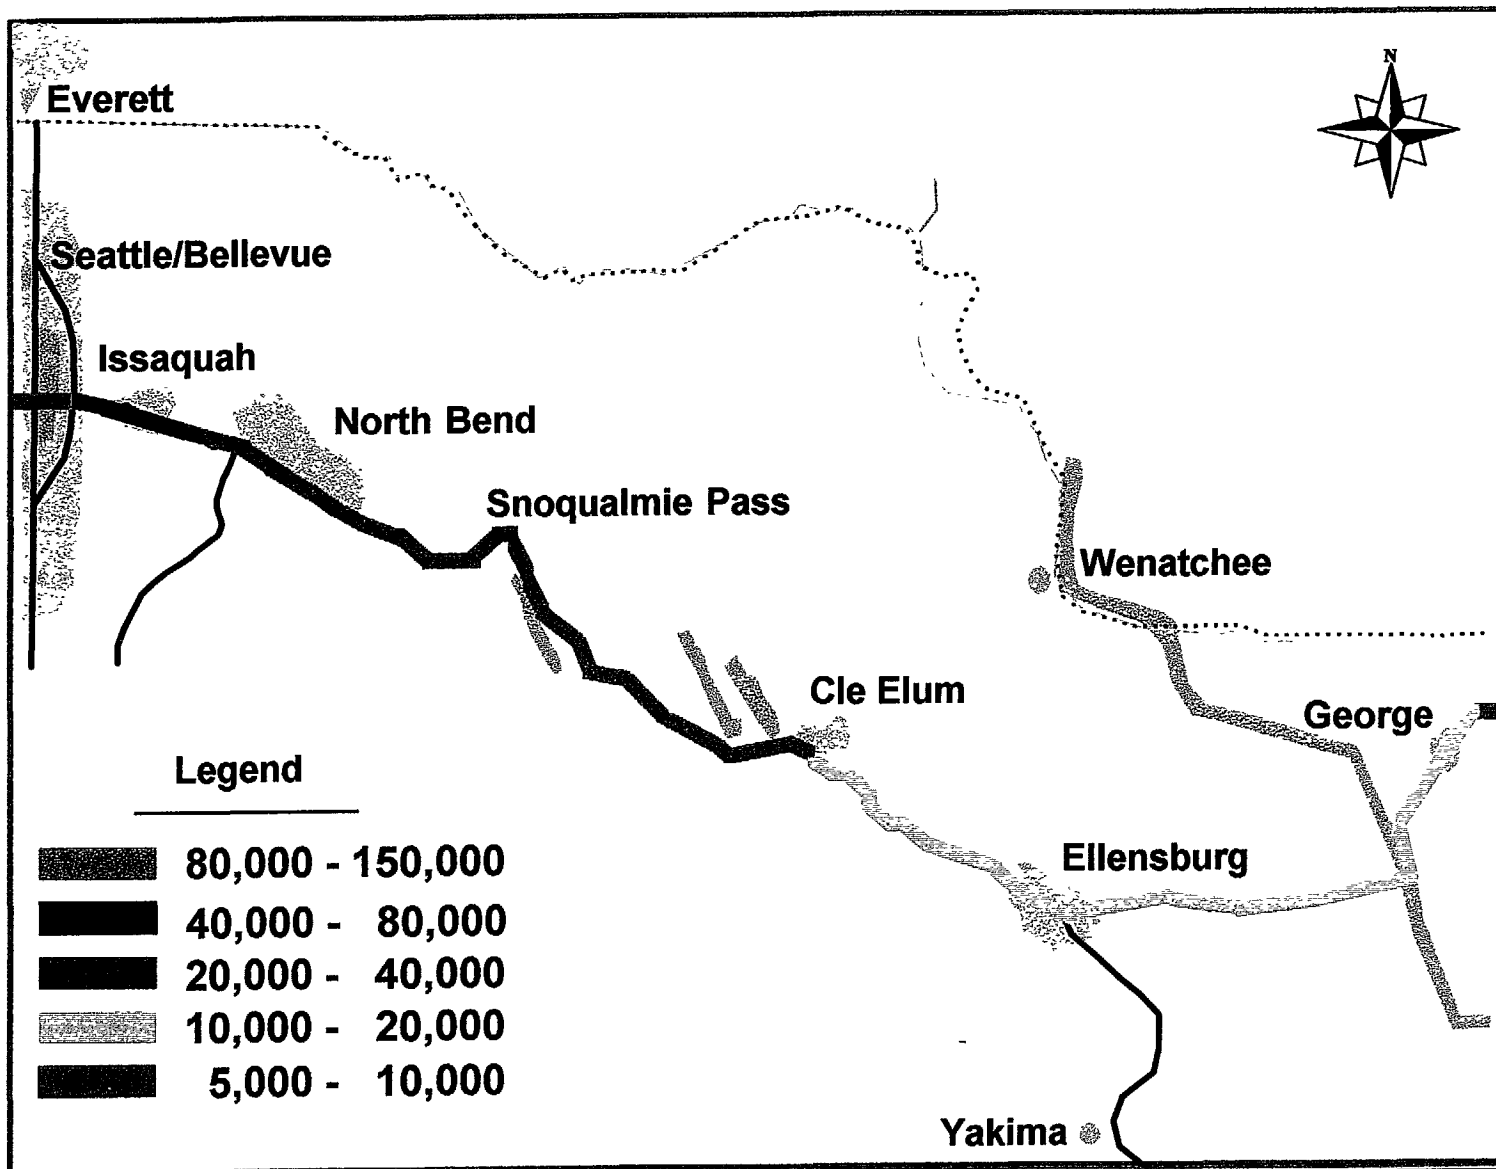 N
Everett
Seattle/Bellevue
Issaquah
North Bend
Snoqualmie Pass
Wenatchee
Cle Elum
George
Legend
80,000 - 150,000
40,000 - 80,000
20,000 - 40,000
10,000 - 20,000
5,000 - 10,000
Ellensburg
Yakima